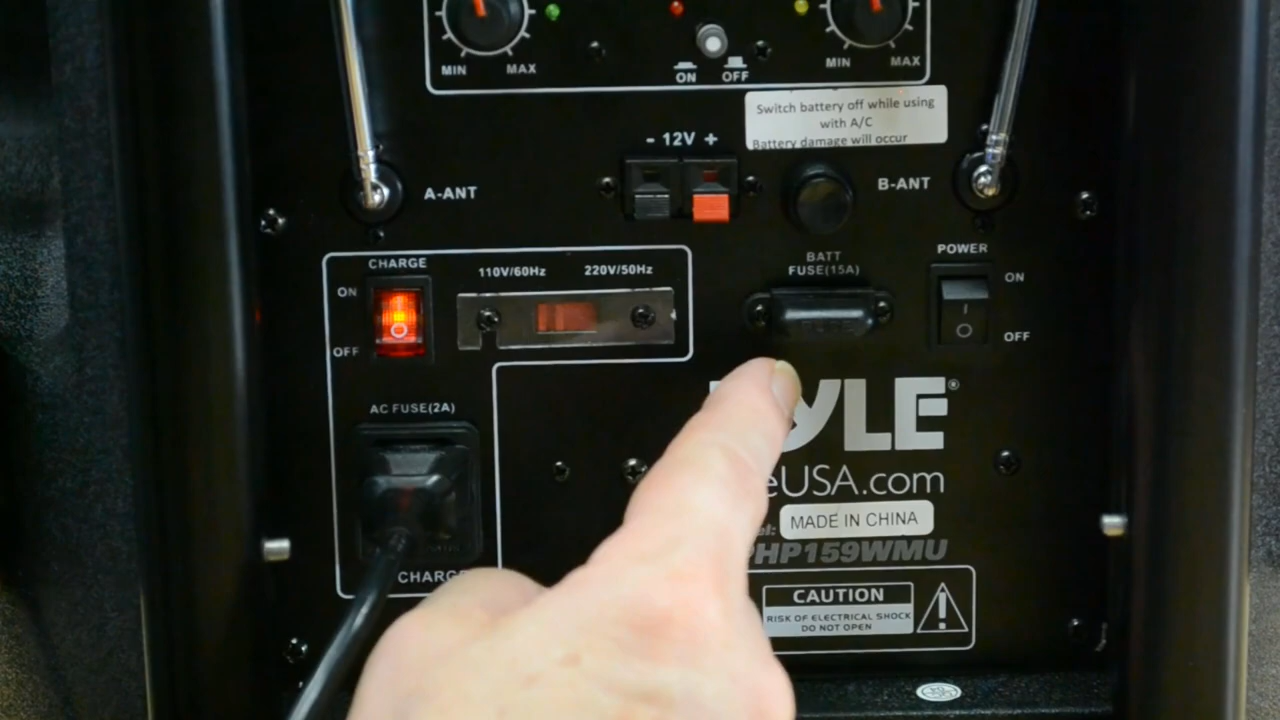 MIN
MAX
ON
OFF
MIN
MAX
Switch battery off while using
with A/C
Battery damage will occur
- 12V +
A-ANT
B-ANT
CHARGE
ON
OFF
110V/60Hz
220V/50Hz
BATT
FUSE(15A)
POWER
ON
OFF
AC FUSE(2A)
YLE®
eUSA.com
MADE IN CHINA
PHP159WMU
CHARGE
CAUTION
RISK OF ELECTRICAL SHOCK
DO NOT OPEN